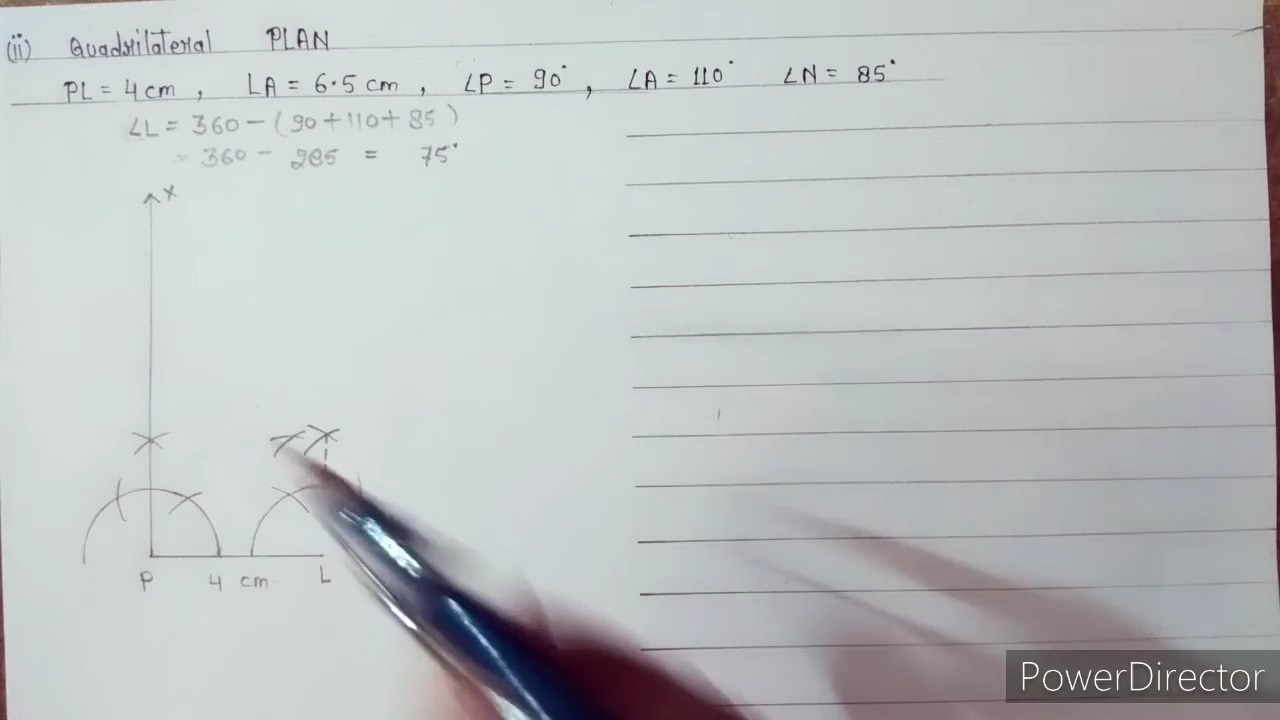 (ii) Quadrilateral PLAN
PL = 4 cm , LA = 6.5 cm , ∠P = 90° , ∠A = 110° ∠N = 85°
∠L = 360 - (90 + 110 + 85)
= 360 - 285 = 75°
X
P 4 cm L
PowerDirector